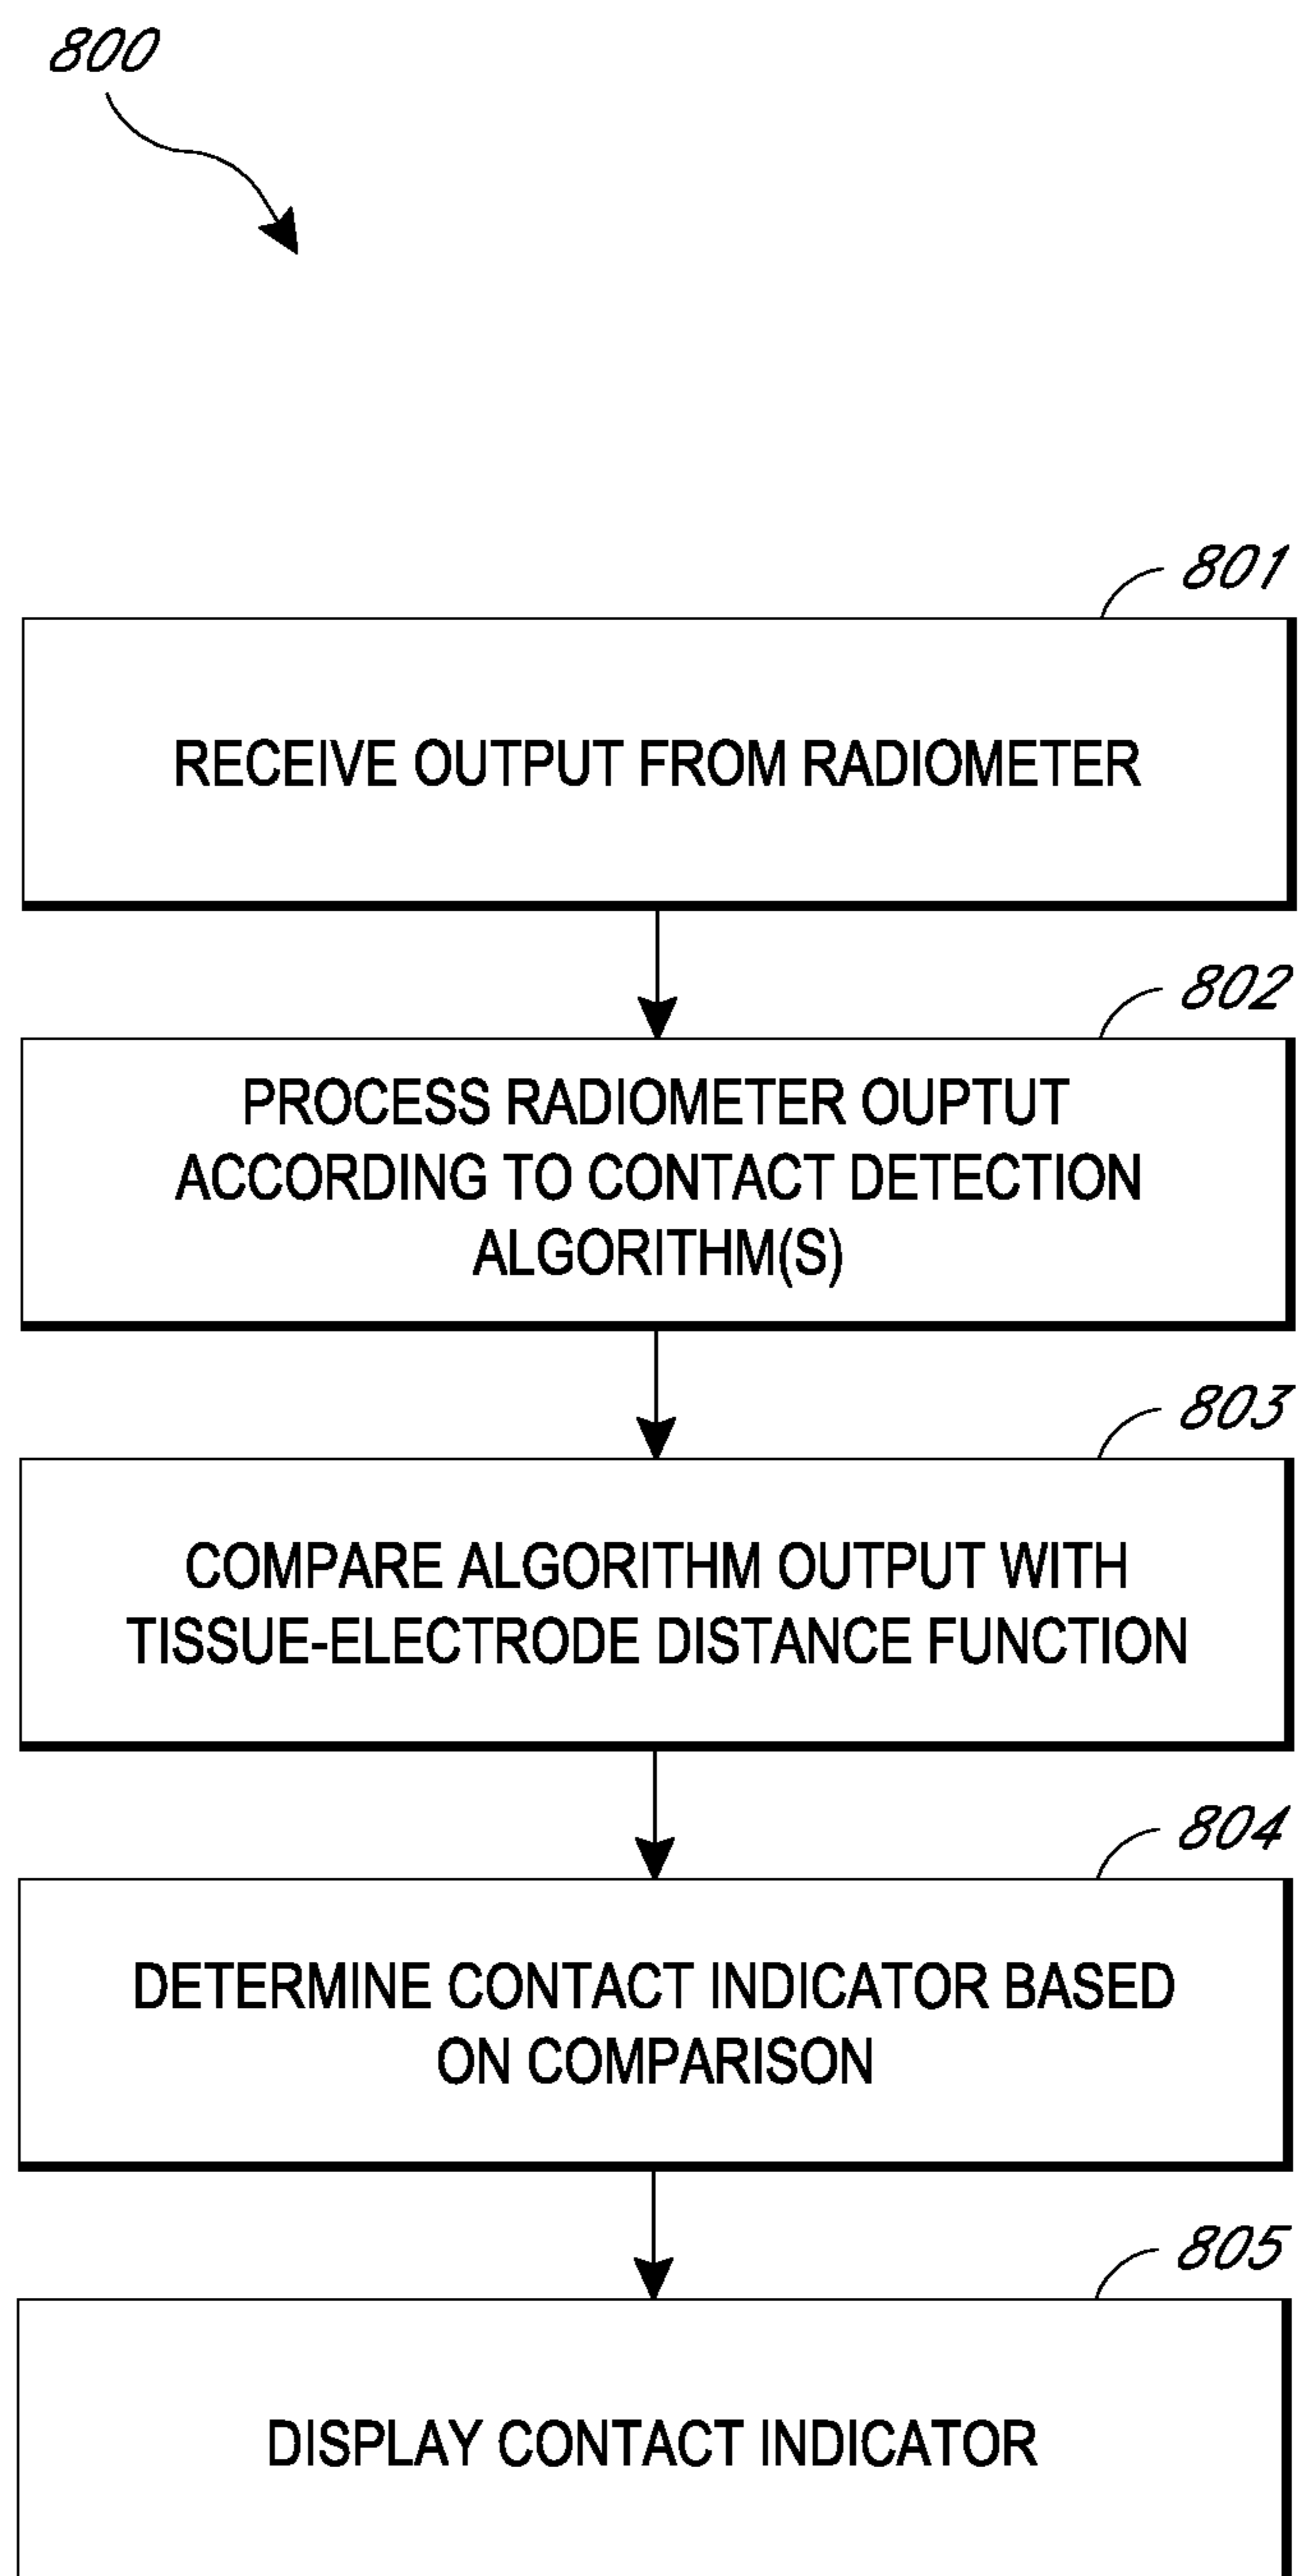 800
801
RECEIVE OUTPUT FROM RADIOMETER
802
PROCESS RADIOMETER OUPTUT
ACCORDING TO CONTACT DETECTION
ALGORITHM(S)
803
COMPARE ALGORITHM OUTPUT WITH
TISSUE-ELECTRODE DISTANCE FUNCTION
804
DETERMINE CONTACT INDICATOR BASED
ON COMPARISON
805
DISPLAY CONTACT INDICATOR